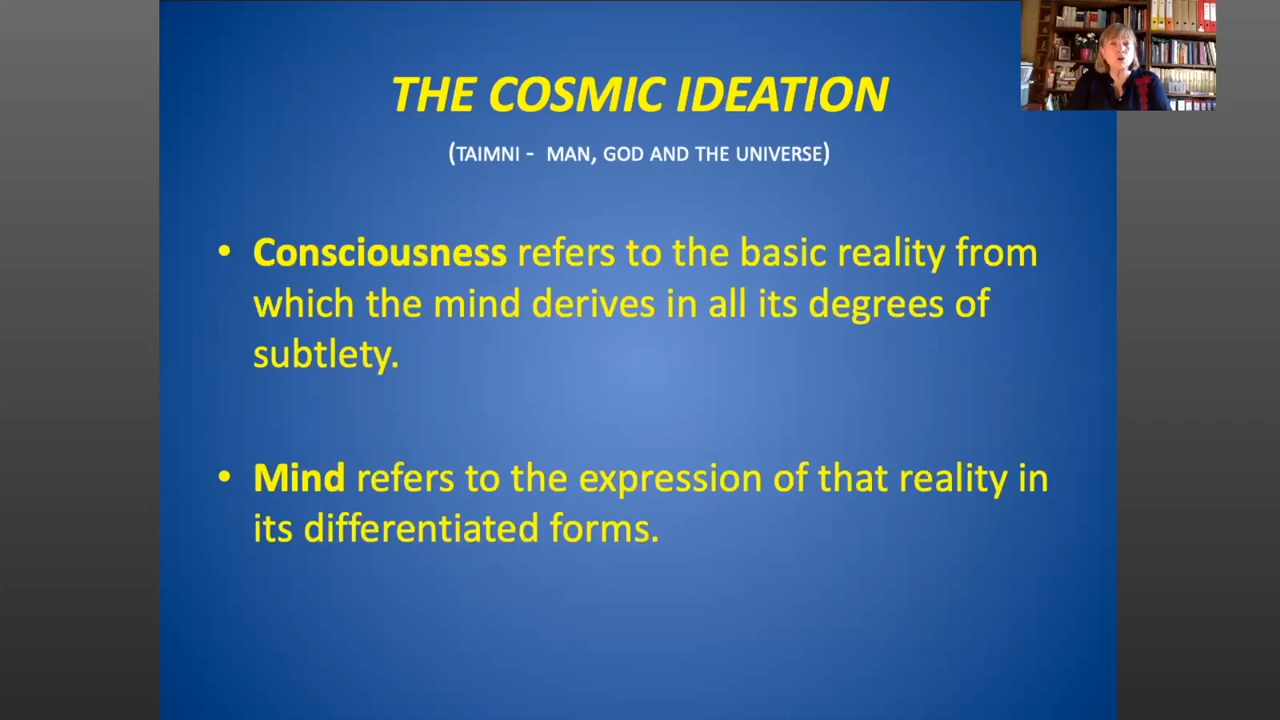 THE COSMIC IDEATION
(TAIMNI - MAN, GOD AND THE UNIVERSE)
• Consciousness refers to the basic reality from
which the mind derives in all its degrees of
subtlety.
• Mind refers to the expression of that reality in
its differentiated forms.